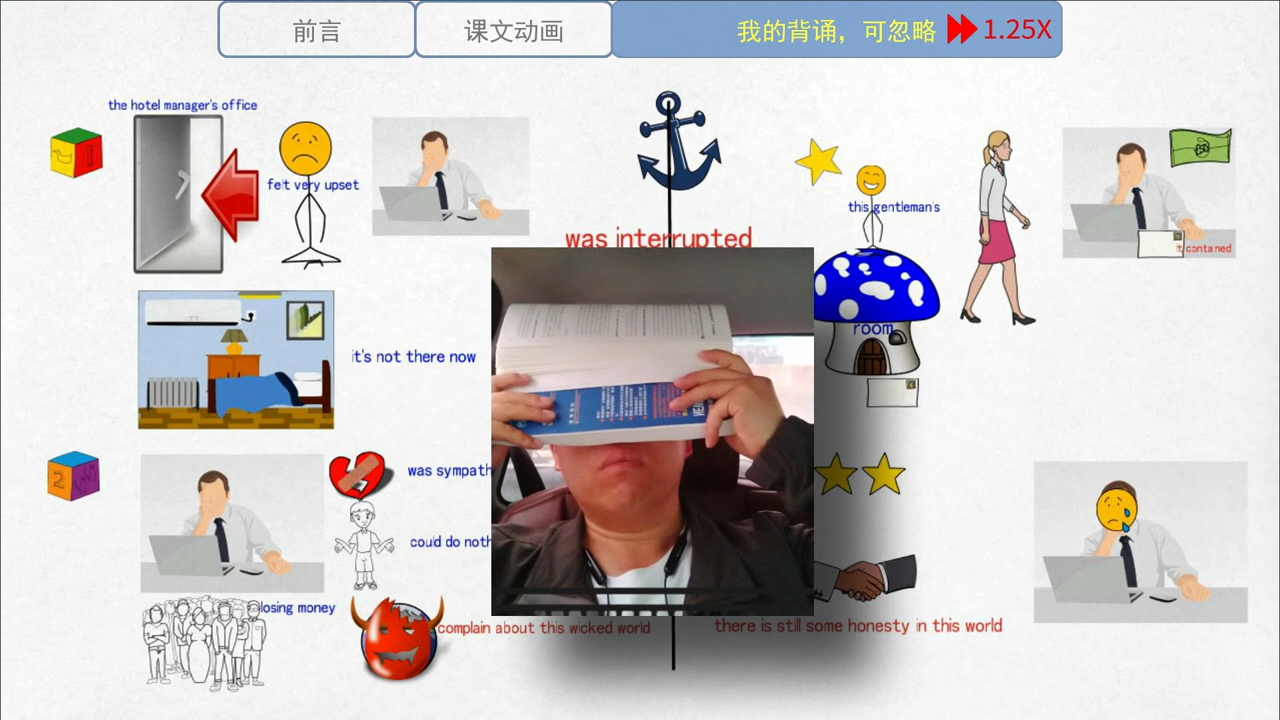 前言
课文动画
我的背诵，可忽略
1.25X
the hotel manager's office
felt very upset
was interrupted
this gentleman's
it contained
room
it's not there now
was sympath
could do noth
losing money
complain about this wicked world
there is still some honesty in this world
1
2